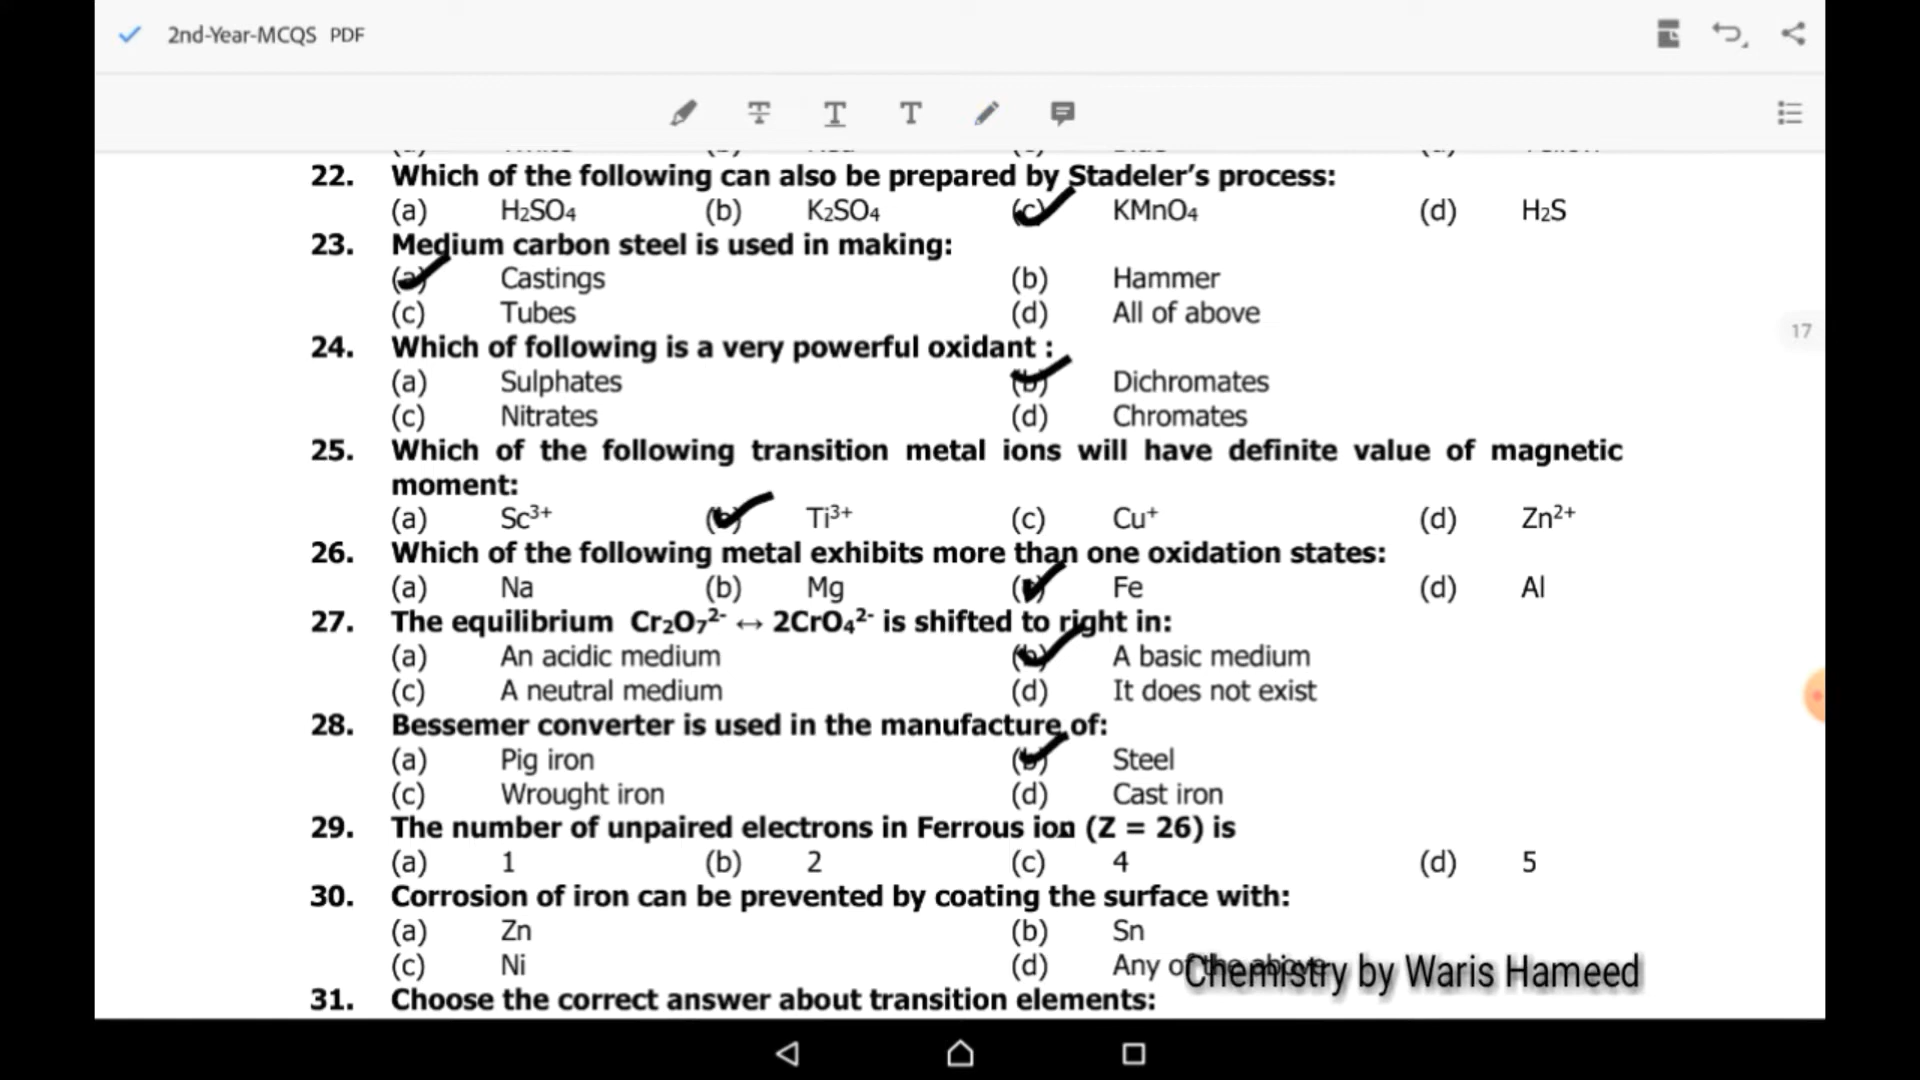 2nd-Year-MCQS PDF
22. Which of the following can also be prepared by Stadeler's process:
(a) H₂SO₄ (b) K₂SO₄ (c) KMnO₄ (d) H₂S
23. Medium carbon steel is used in making:
(a) Castings (b) Hammer
(c) Tubes (d) All of above
17
24. Which of following is a very powerful oxidant :
(a) Sulphates (b) Dichromates
(c) Nitrates (d) Chromates
25. Which of the following transition metal ions will have definite value of magnetic
moment:
(a) Sc³⁺ (b) Ti³⁺ (c) Cu⁺ (d) Zn²⁺
26. Which of the following metal exhibits more than one oxidation states:
(a) Na (b) Mg (c) Fe (d) Al
27. The equilibrium Cr₂O₇²⁻ ↔ 2CrO₄²⁻ is shifted to right in:
(a) An acidic medium (b) A basic medium
(c) A neutral medium (d) It does not exist
28. Bessemer converter is used in the manufacture of:
(a) Pig iron (b) Steel
(c) Wrought iron (d) Cast iron
29. The number of unpaired electrons in Ferrous ion (Z = 26) is
(a) 1 (b) 2 (c) 4 (d) 5
30. Corrosion of iron can be prevented by coating the surface with:
(a) Zn (b) Sn
(c) Ni (d) Any of the above
Chemistry by Waris Hameed
31. Choose the correct answer about transition elements: